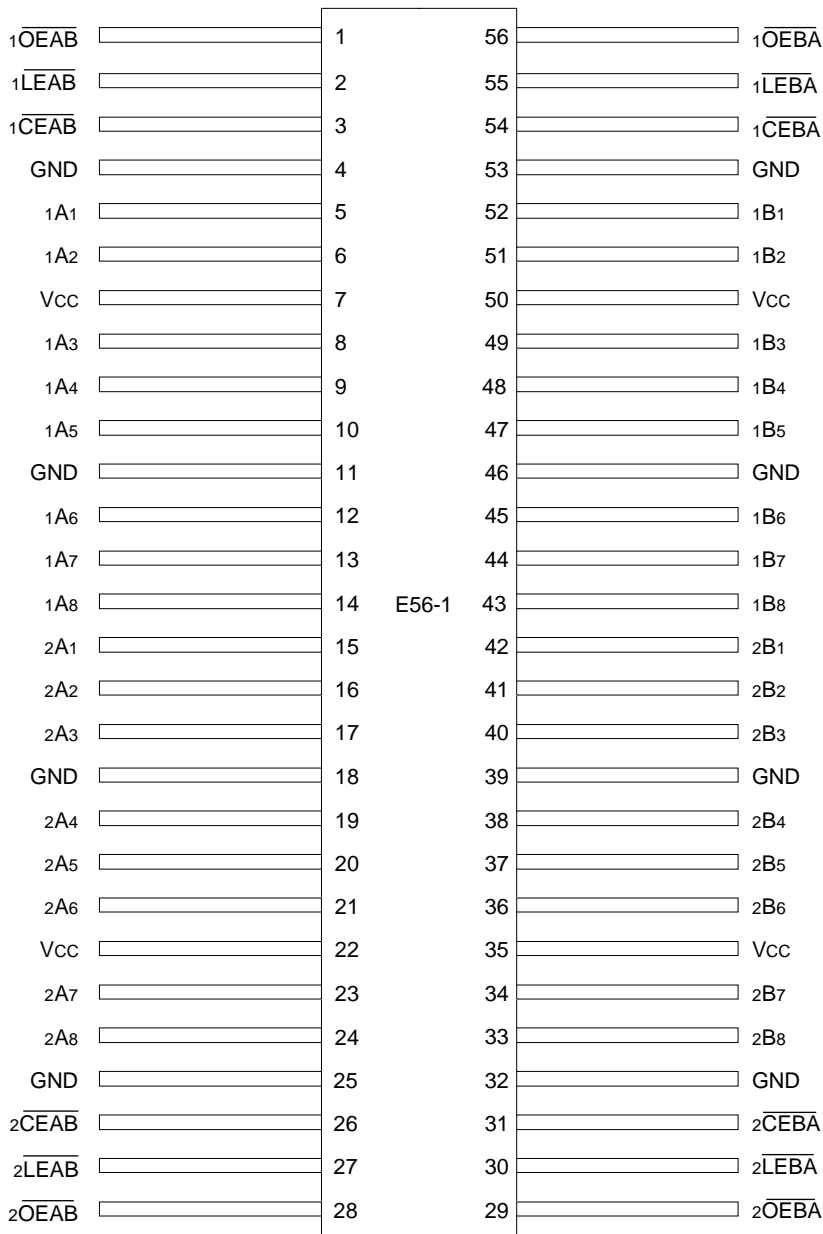 1OEAB 1 56 1OEBA
1LEAB 2 55 1LEBA
1CEAB 3 54 1CEBA
GND 4 53 GND
1A1 5 52 1B1
1A2 6 51 1B2
VCC 7 50 VCC
1A3 8 49 1B3
1A4 9 48 1B4
1A5 10 47 1B5
GND 11 46 GND
1A6 12 45 1B6
1A7 13 44 1B7
1A8 14 E56-1 43 1B8
2A1 15 42 2B1
2A2 16 41 2B2
2A3 17 40 2B3
GND 18 39 GND
2A4 19 38 2B4
2A5 20 37 2B5
2A6 21 36 2B6
VCC 22 35 VCC
2A7 23 34 2B7
2A8 24 33 2B8
GND 25 32 GND
2CEAB 26 31 2CEBA
2LEAB 27 30 2LEBA
2OEAB 28 29 2OEBA